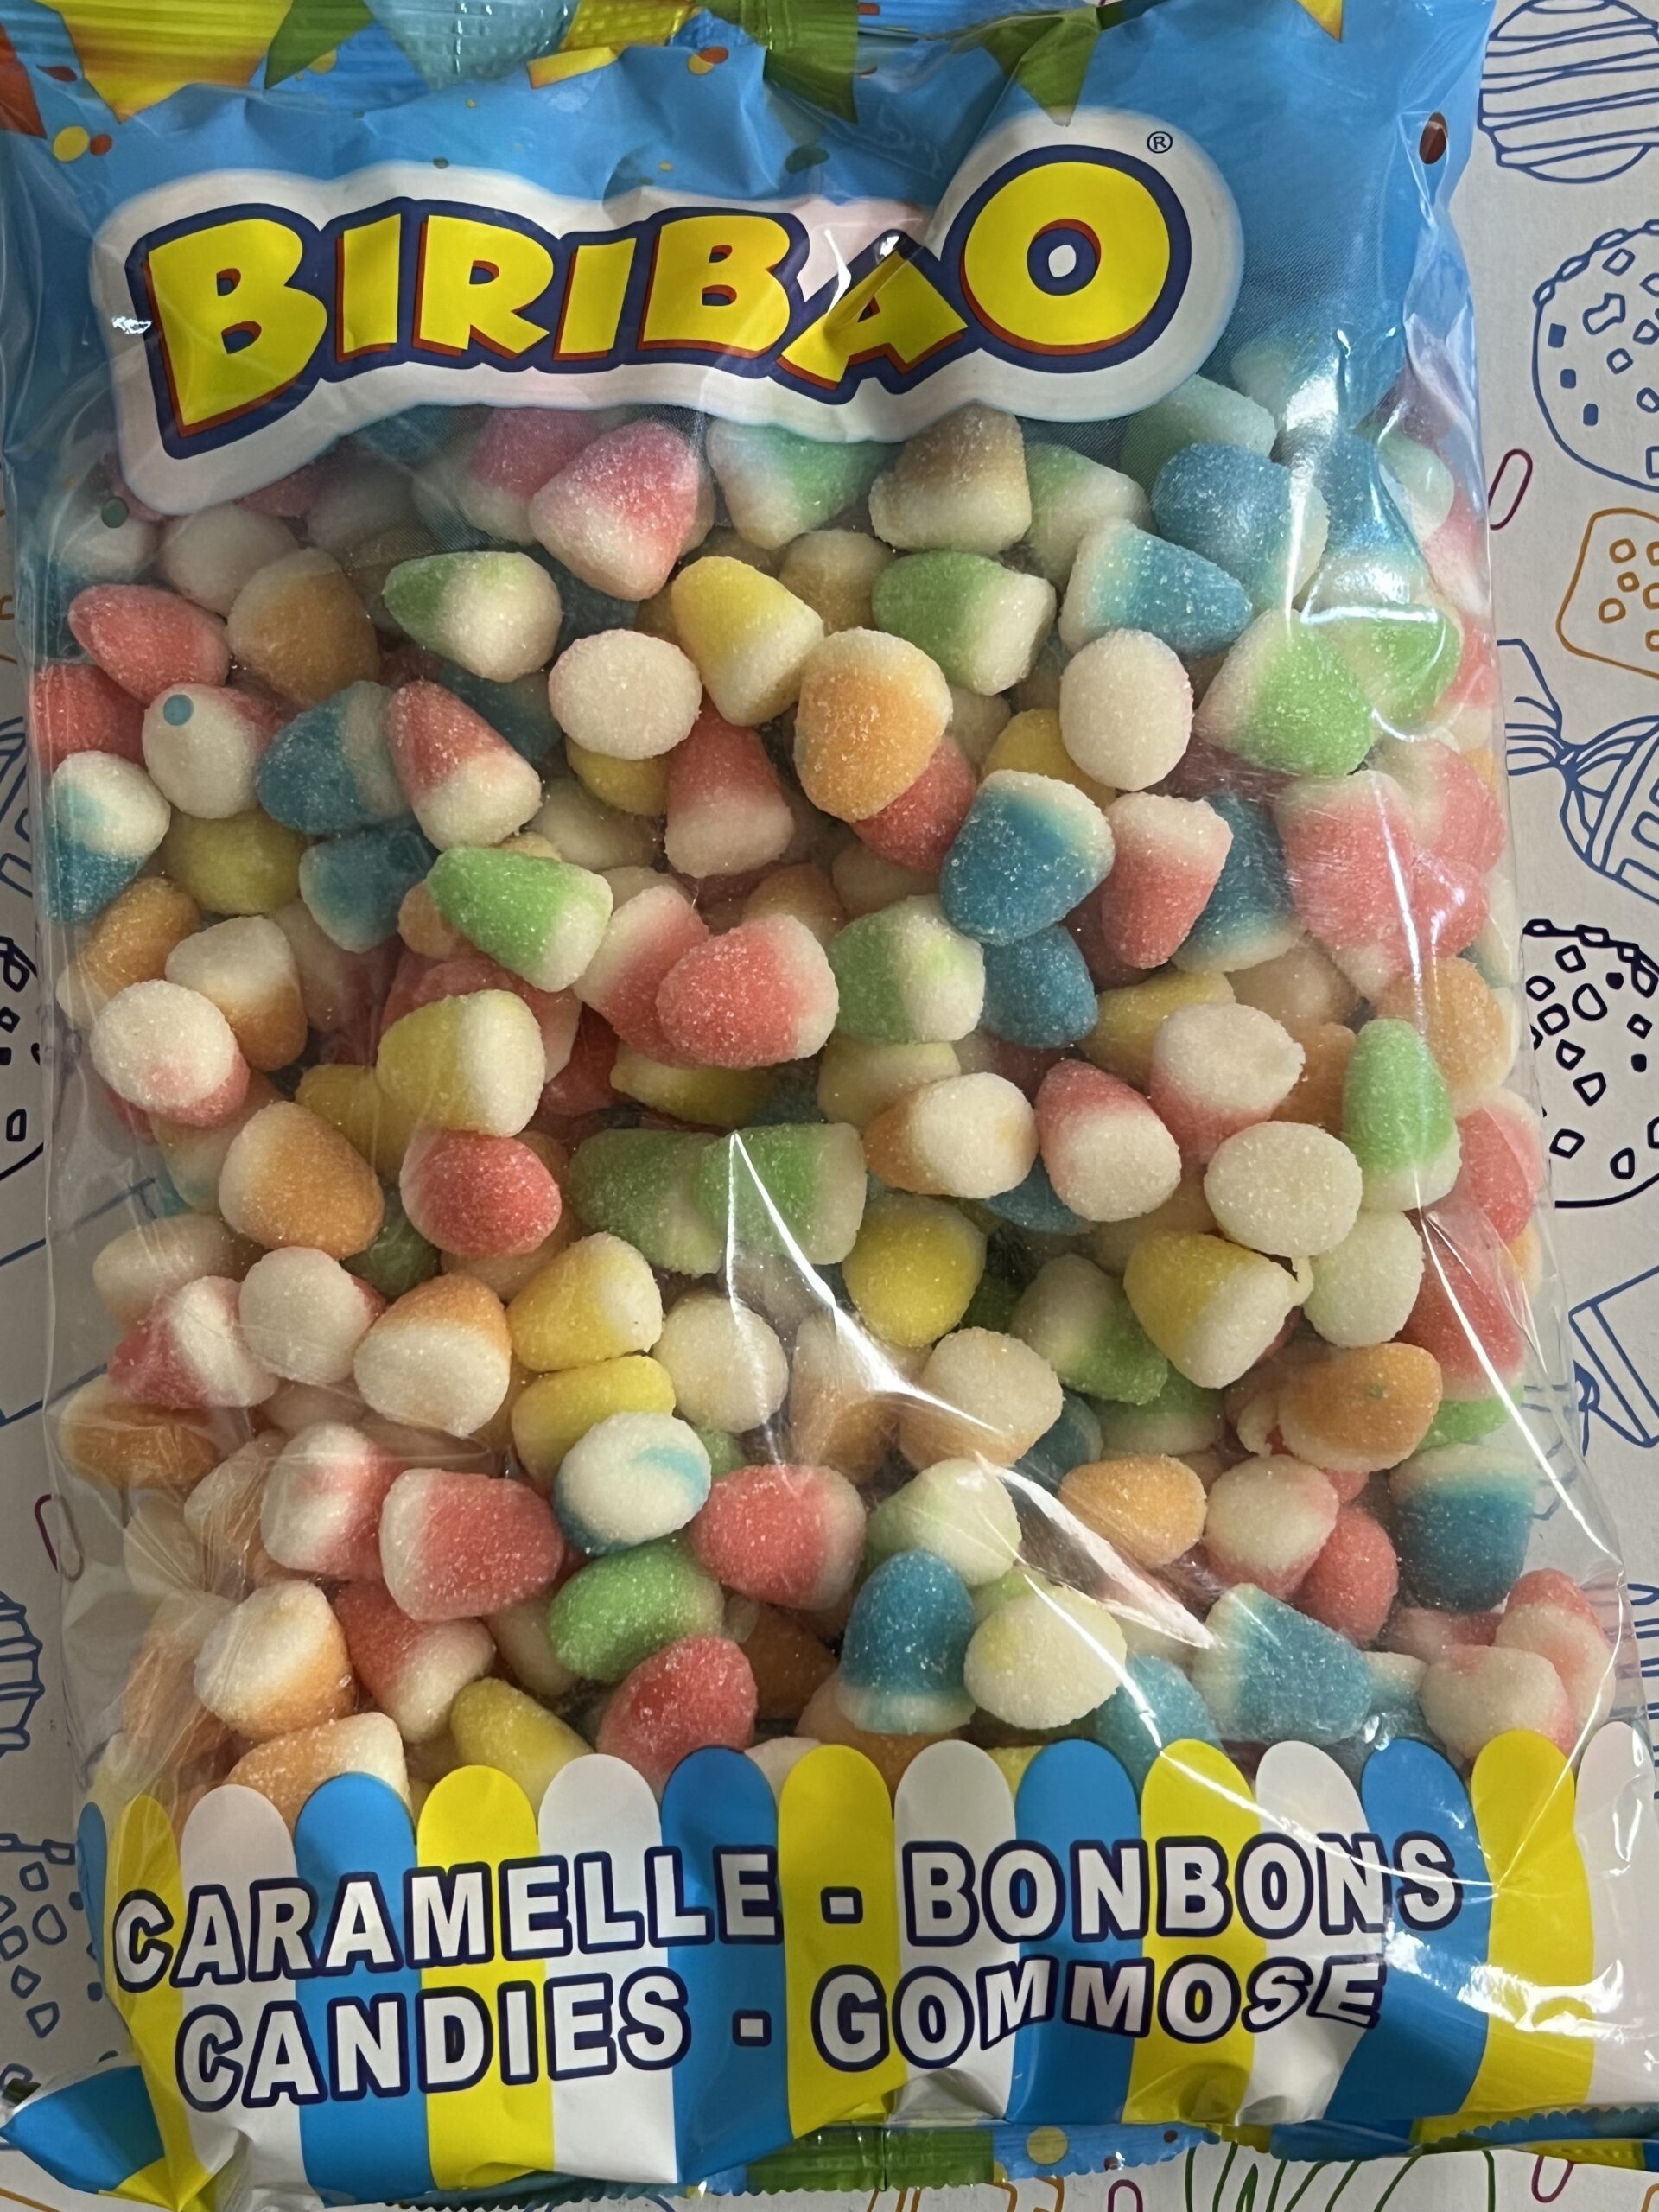 BIRIBAO®
CARAMELLE - BONBONS
CANDIES - GOMMOSE